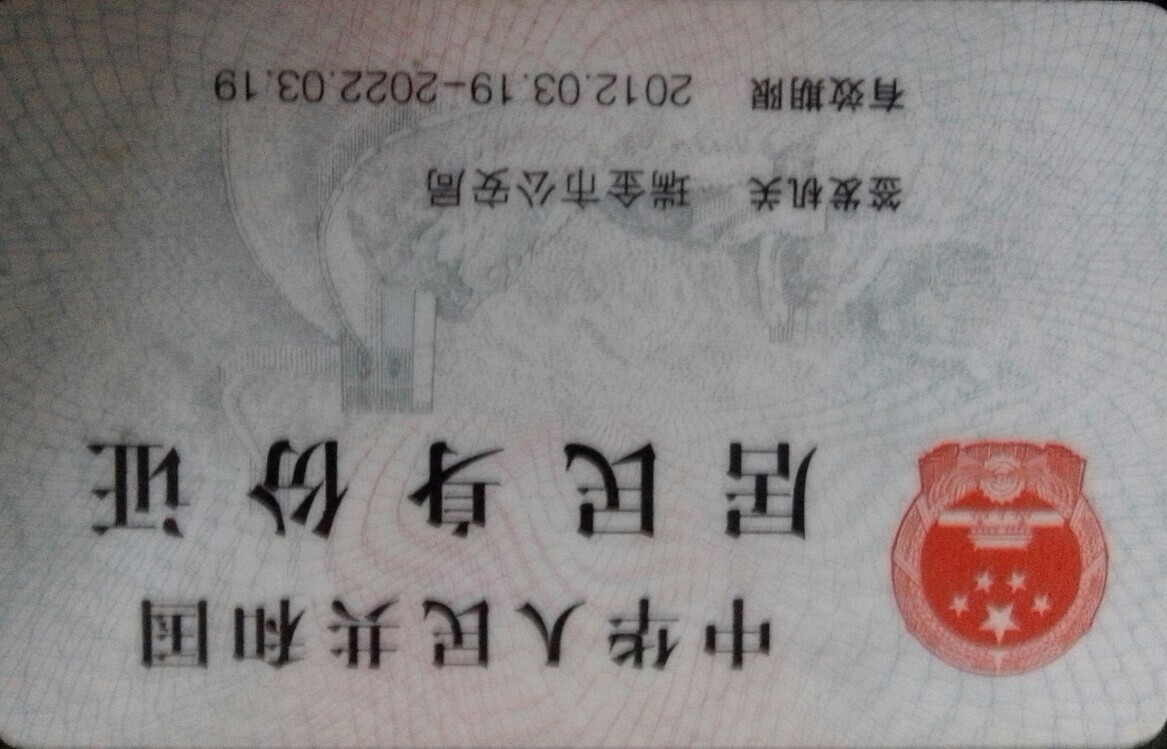 中华人民共和国
居民身份证
签发机关 瑞金市公安局
有效期限 2012.03.19-2022.03.19